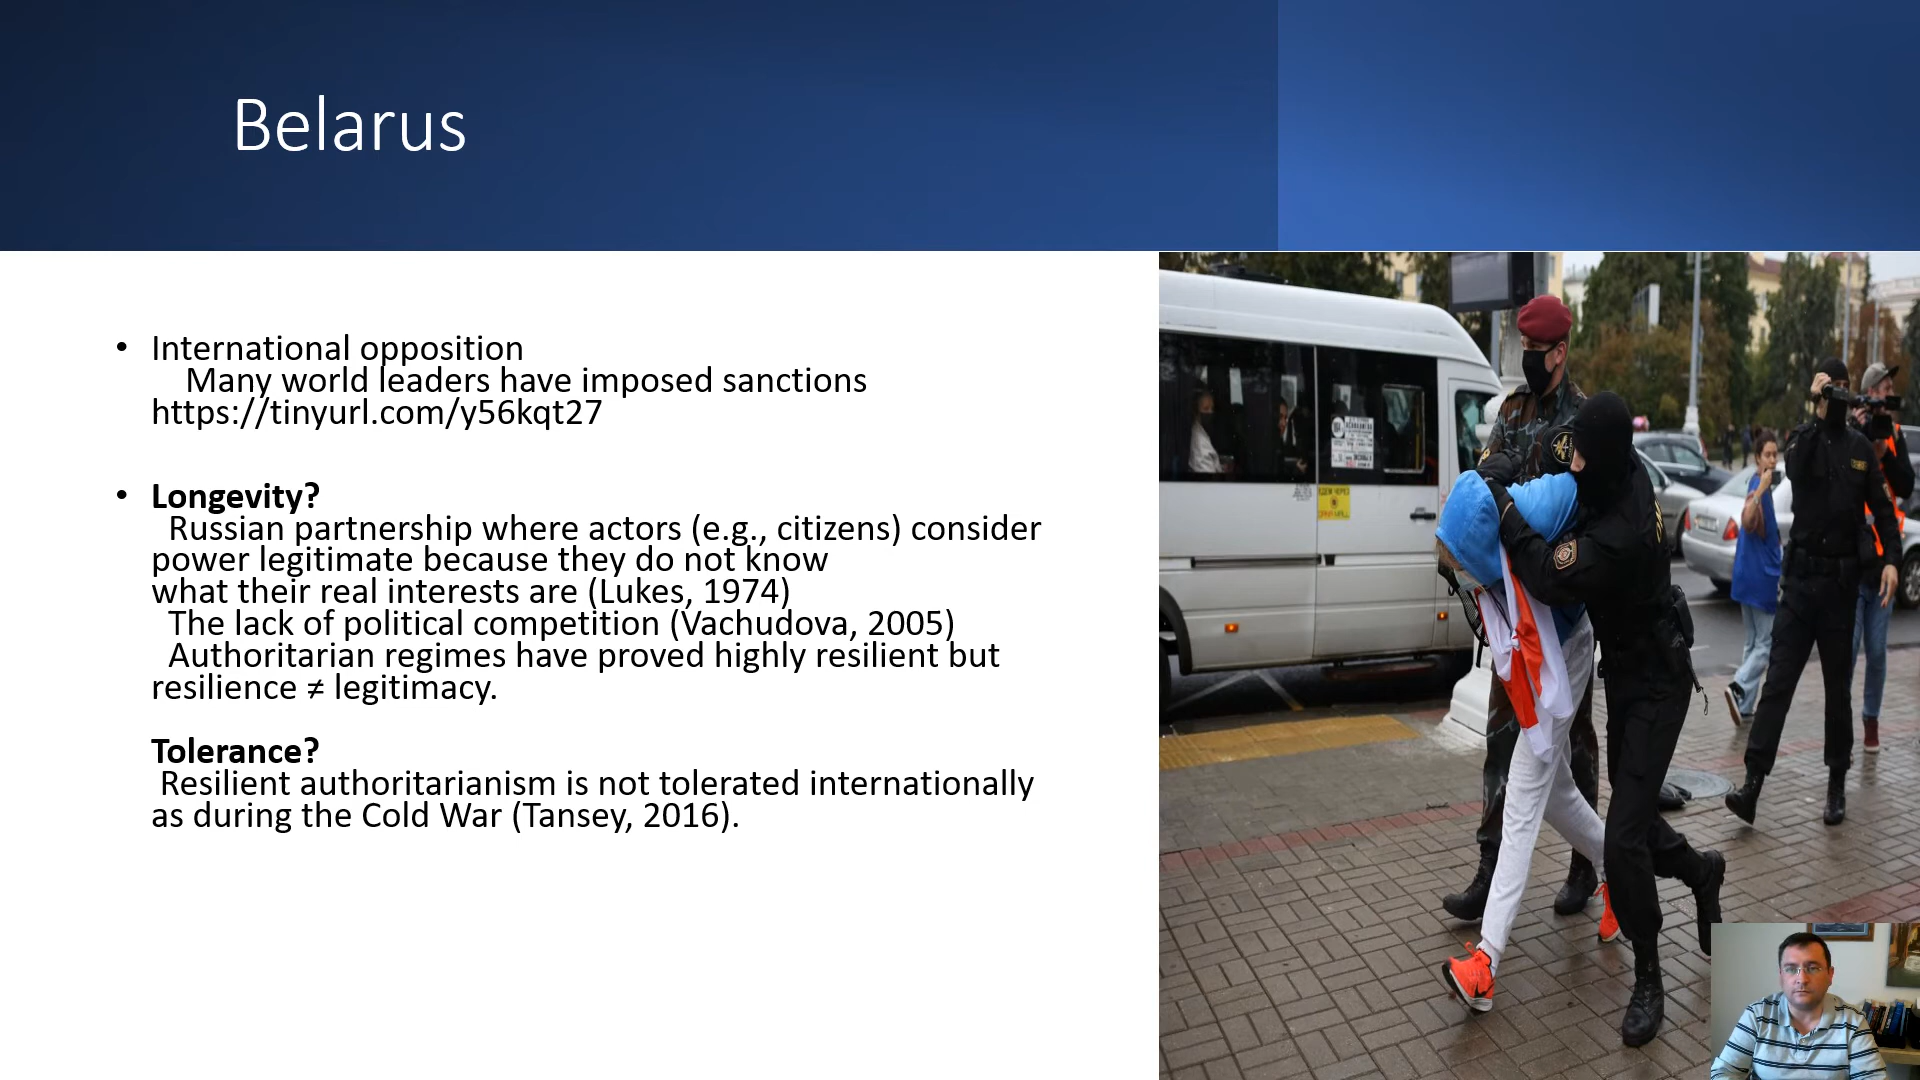 Belarus
• International opposition
Many world leaders have imposed sanctions
https://tinyurl.com/y56kqt27
• Longevity?
Russian partnership where actors (e.g., citizens) consider
power legitimate because they do not know
what their real interests are (Lukes, 1974)
The lack of political competition (Vachudova, 2005)
Authoritarian regimes have proved highly resilient but
resilience ≠ legitimacy.
Tolerance?
Resilient authoritarianism is not tolerated internationally
as during the Cold War (Tansey, 2016).